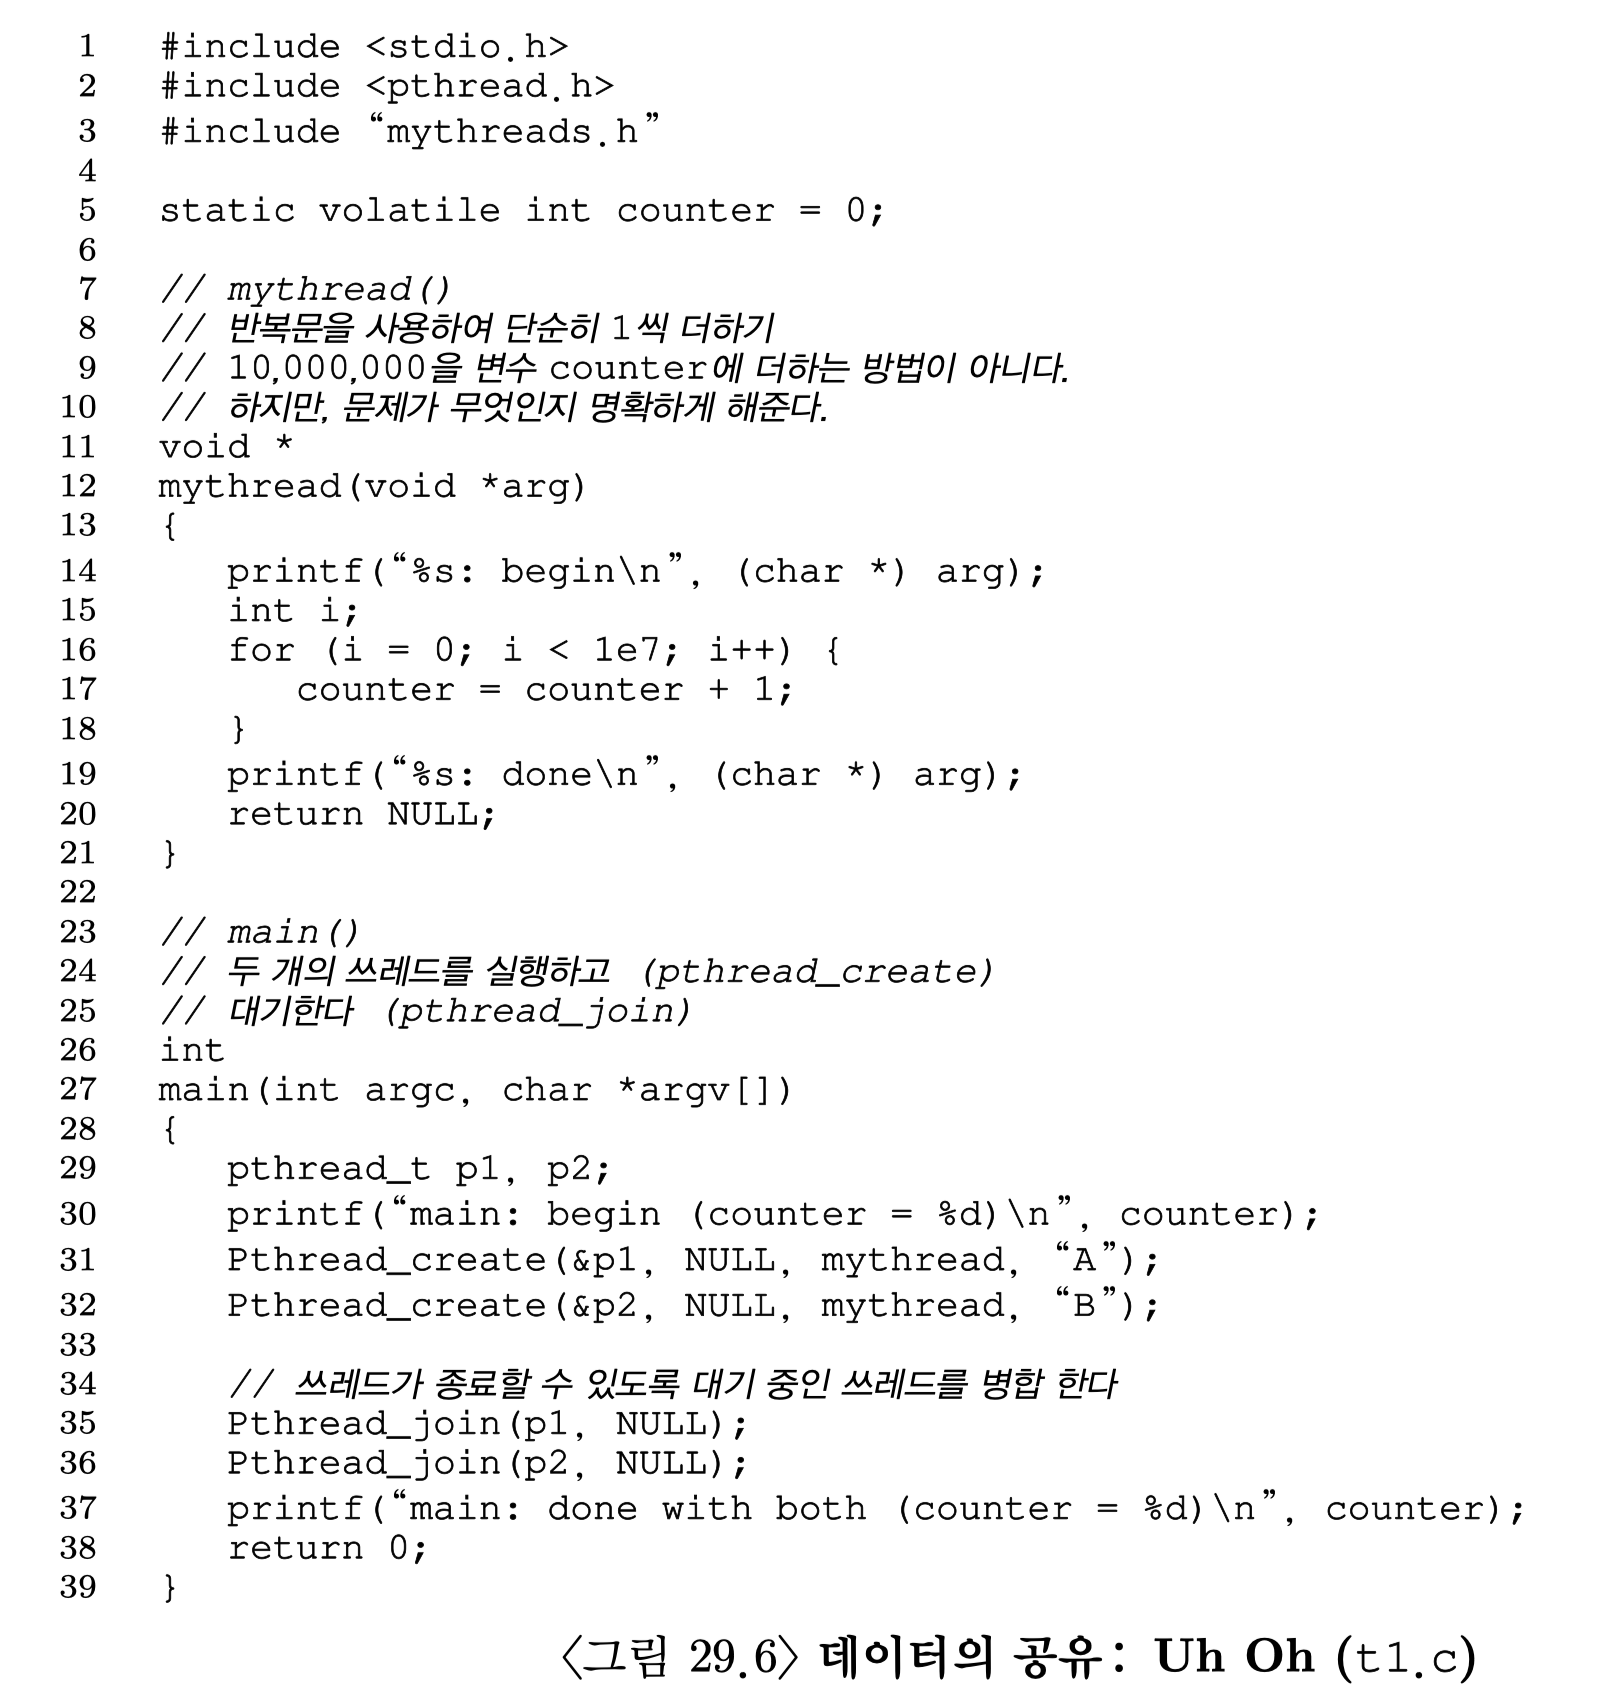 1 #include <stdio.h>
2 #include <pthread.h>
3 #include “mythreads.h”
4
5 static volatile int counter = 0;
6
7 // mythread()
8 // 반복문을 사용하여 단순히 1씩 더하기
9 // 10,000,000을 변수 counter에 더하는 방법이 아니다.
10 // 하지만, 문제가 무엇인지 명확하게 해준다.
11 void *
12 mythread(void *arg)
13 {
14 printf(“%s: begin\n”, (char *) arg);
15 int i;
16 for (i = 0; i < 1e7; i++) {
17 counter = counter + 1;
18 }
19 printf(“%s: done\n”, (char *) arg);
20 return NULL;
21 }
22
23 // main()
24 // 두 개의 쓰레드를 실행하고 (pthread_create)
25 // 대기한다 (pthread_join)
26 int
27 main(int argc, char *argv[])
28 {
29 pthread_t p1, p2;
30 printf(“main: begin (counter = %d)\n”, counter);
31 Pthread_create(&p1, NULL, mythread, “A”);
32 Pthread_create(&p2, NULL, mythread, “B”);
33
34 // 쓰레드가 종료할 수 있도록 대기 중인 쓰레드를 병합 한다
35 Pthread_join(p1, NULL);
36 Pthread_join(p2, NULL);
37 printf(“main: done with both (counter = %d)\n”, counter);
38 return 0;
39 }
〈그림 29.6〉 데이터의 공유: Uh Oh (t1.c)